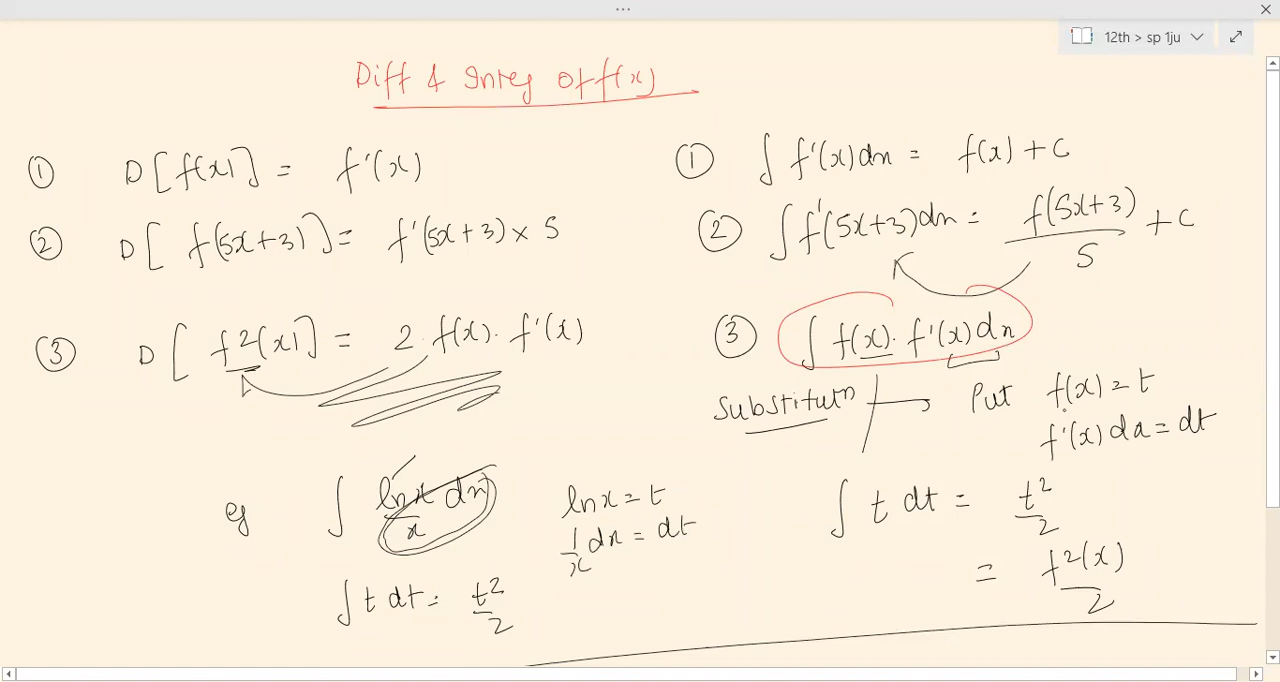 12th > sp 1ju
Diff & Integ of f(x)
① D[f(x)] = f'(x)
② D[f(5x+3)] = f'(5x+3) × 5
③ D[f²(x)] = 2·f(x)·f'(x)
eg ∫ lnx/x dx
lnx = t
1/x dx = dt
∫ t dt = t²/2
① ∫ f'(x)dx = f(x) + C
② ∫ f'(5x+3)dx = f(5x+3)/5 + C
③ ∫ f(x)·f'(x)dx
Substitutn → Put f(x) = t
f'(x)dx = dt
∫ t dt = t²/2
= f²(x)/2